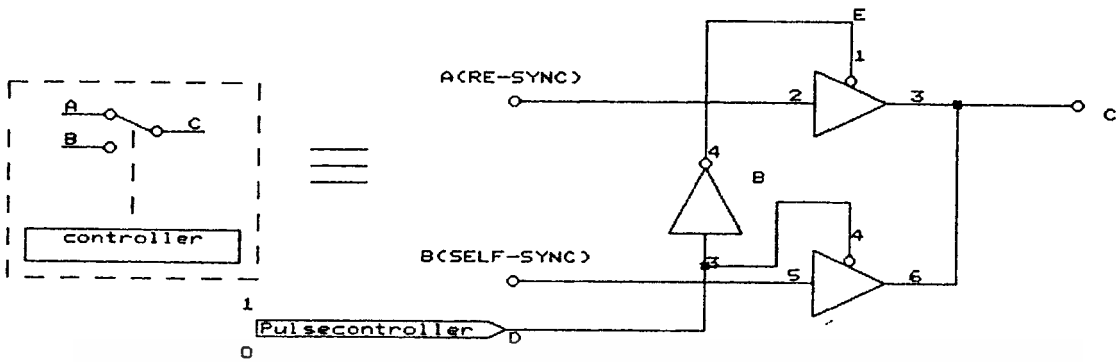 E
1
A(RE-SYNC)
A
C
B
2
3
C
4
B
controller
4
B(SELF-SYNC)
3
5
6
1
Pulsecontroller
D
0